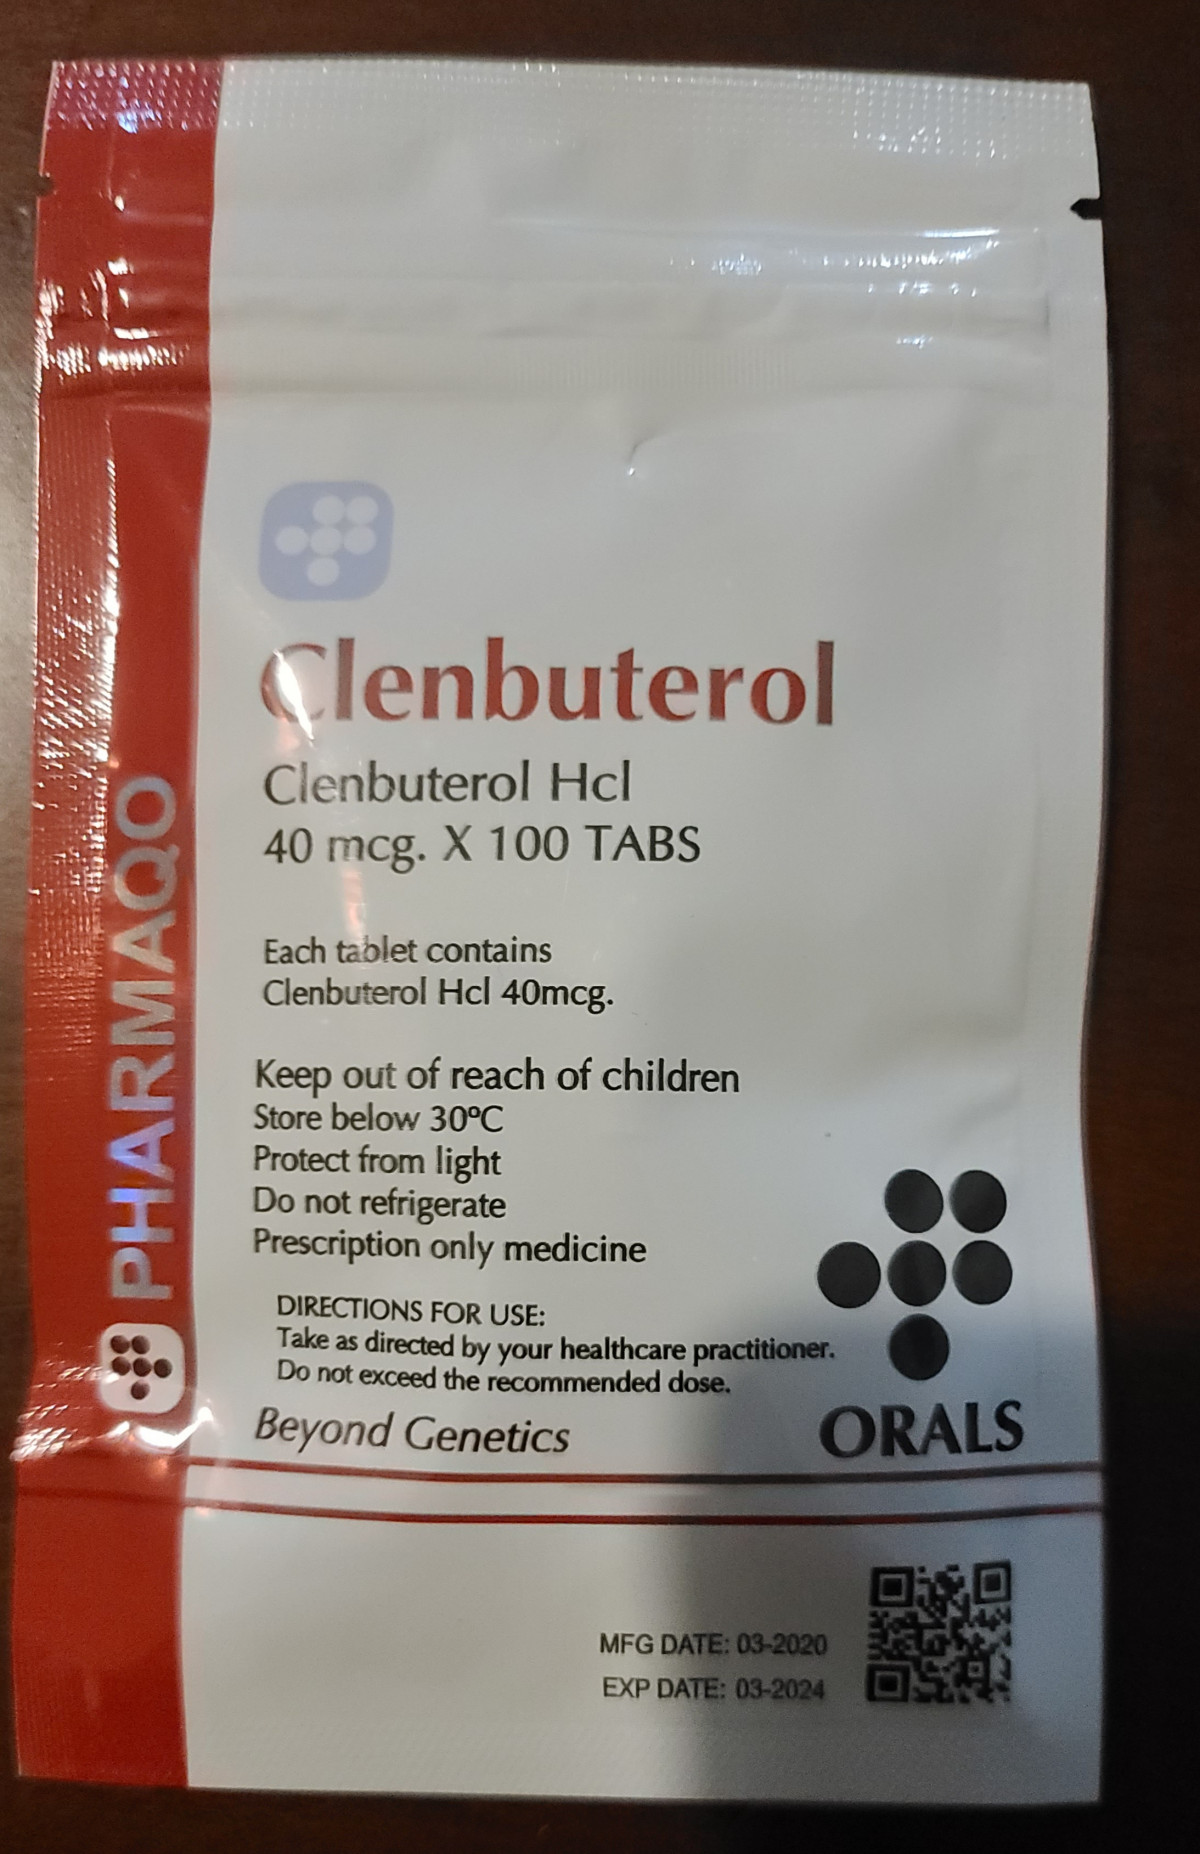 Clenbuterol
Clenbuterol Hcl
40 mcg. X 100 TABS
Each tablet contains
Clenbuterol Hcl 40mcg.
Keep out of reach of children
Store below 30ºC
Protect from light
Do not refrigerate
Prescription only medicine
DIRECTIONS FOR USE:
Take as directed by your healthcare practitioner.
Do not exceed the recommended dose.
Beyond Genetics
ORALS
PHARMAQO
MFG DATE: 03-2020
EXP DATE: 03-2024